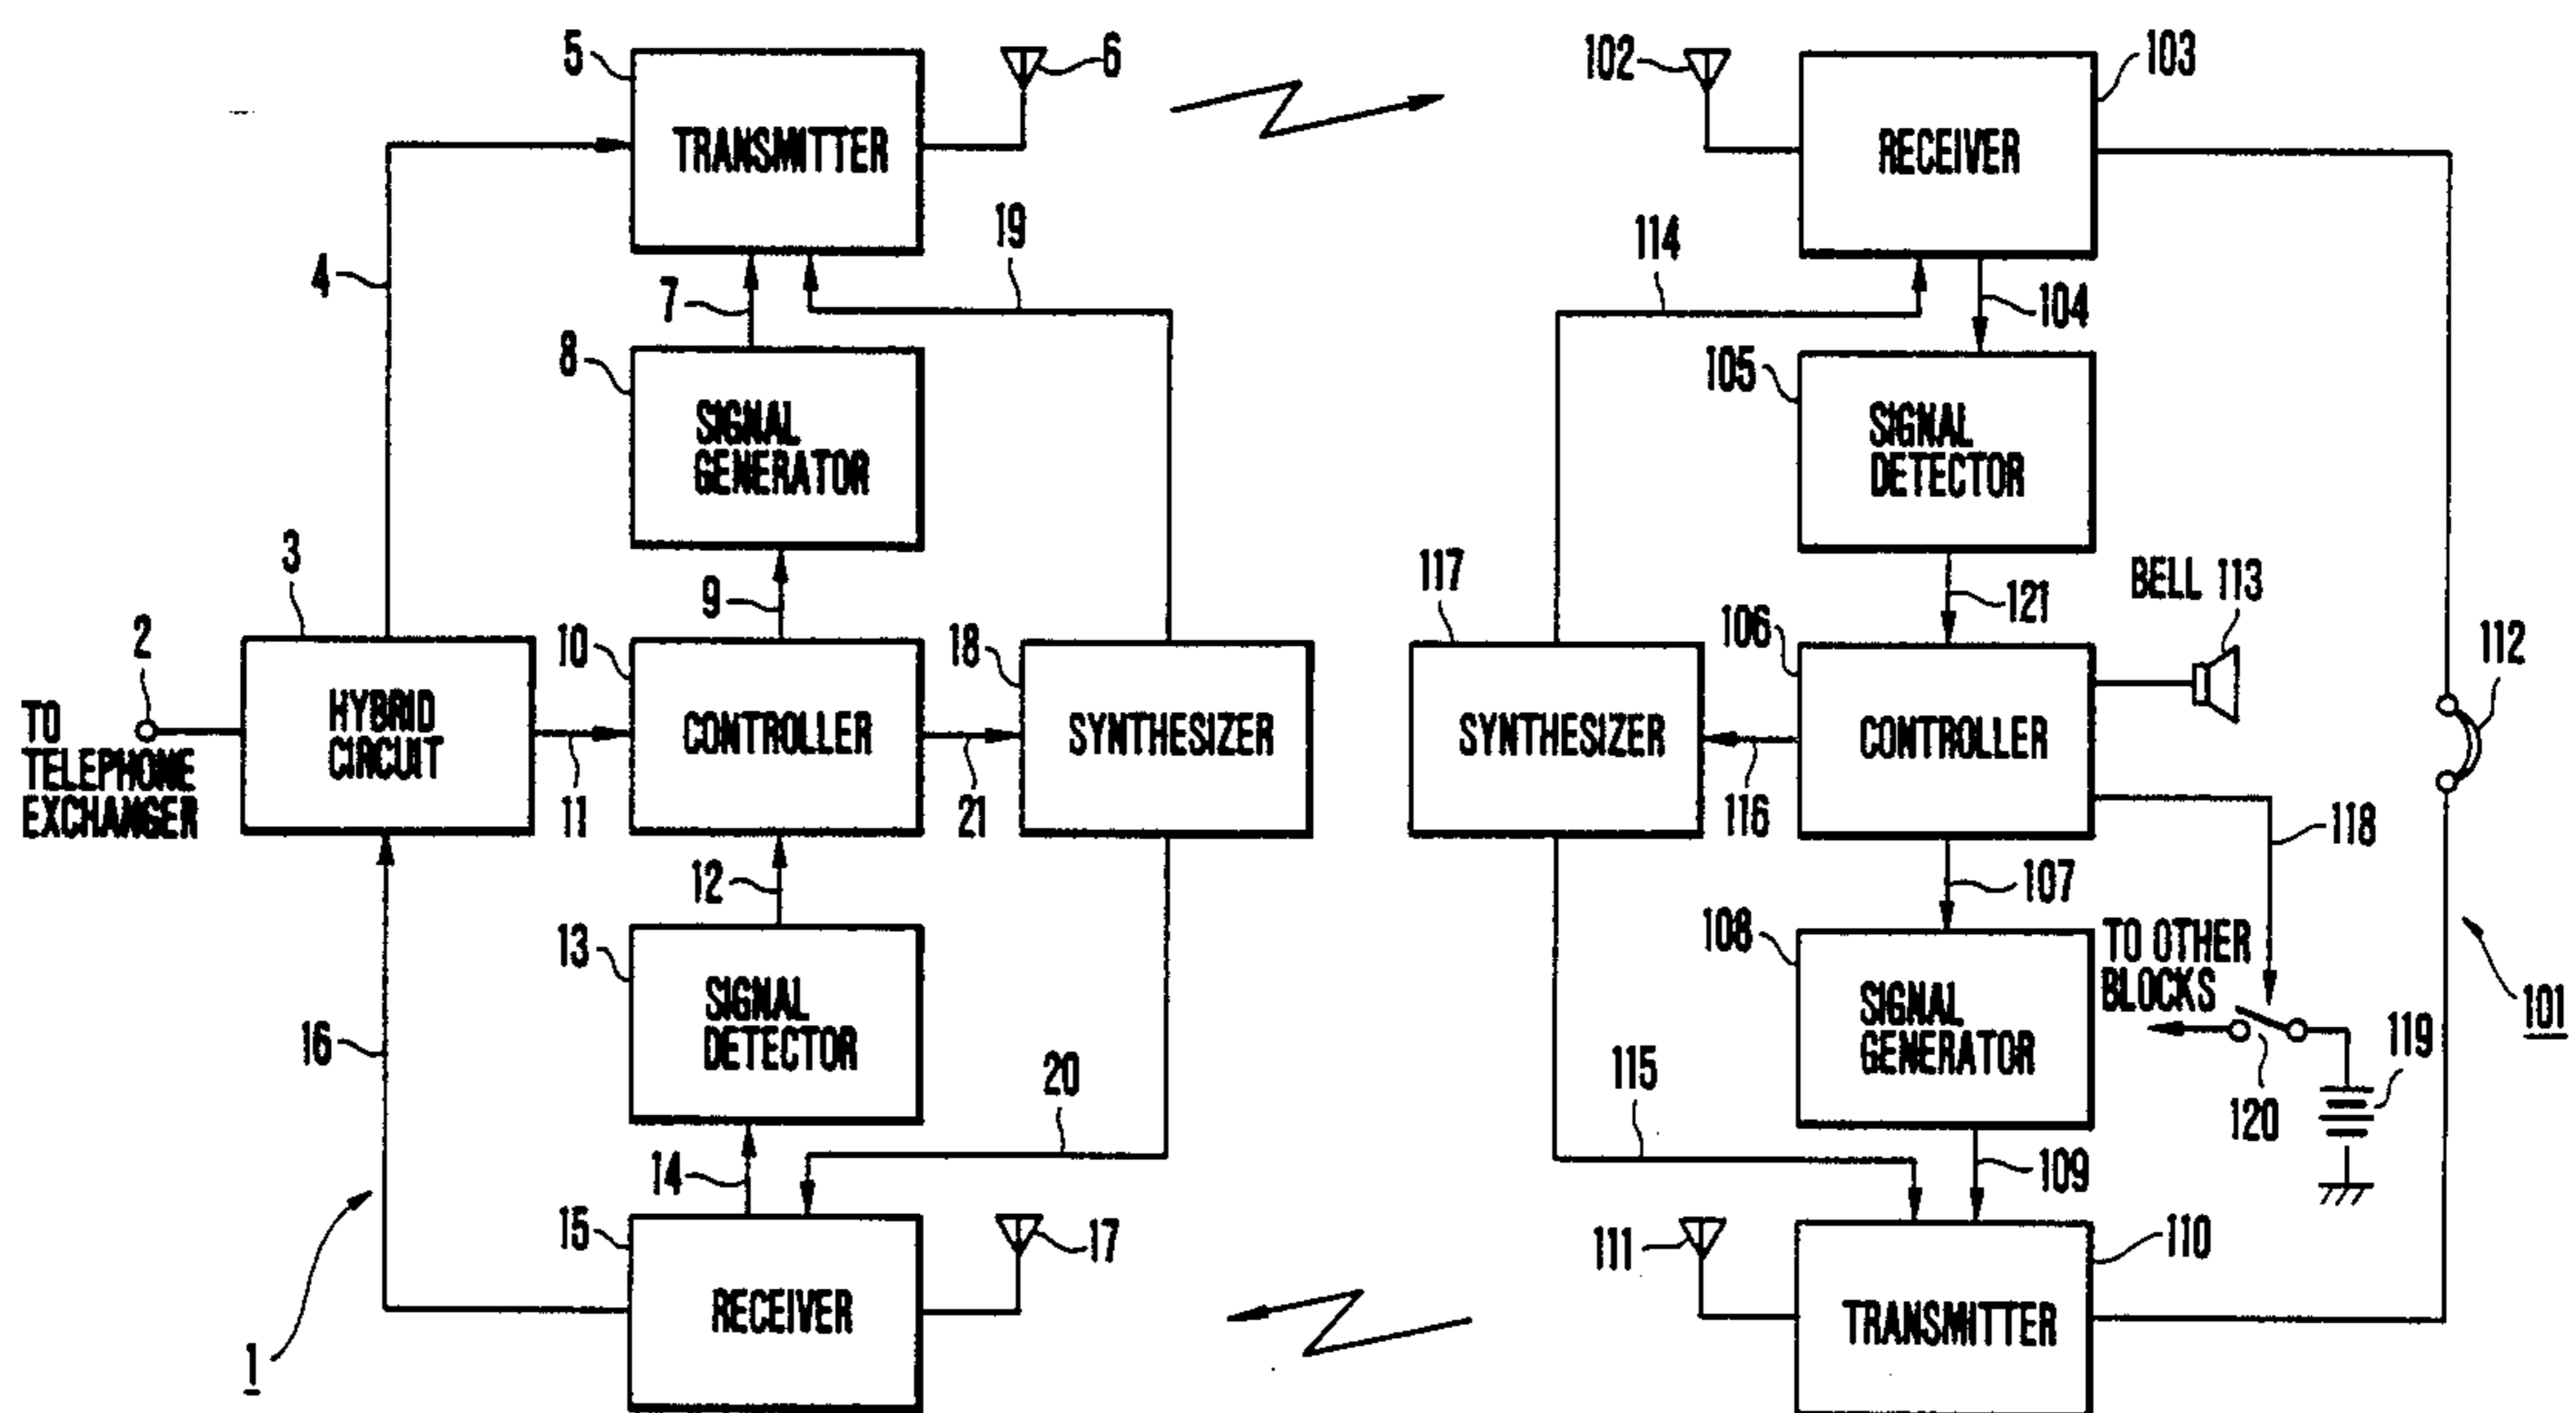 5
TRANSMITTER
6
4
7
19
8
SIGNAL
GENERATOR
3
2
HYBRID
CIRCUIT
TO
TELEPHONE
EXCHANGER
9
10
CONTROLLER
11
21
18
SYNTHESIZER
12
13
SIGNAL
DETECTOR
16
14
20
15
RECEIVER
17
1
102
RECEIVER
103
114
104
105
SIGNAL
DETECTOR
121
117
SYNTHESIZER
116
106
CONTROLLER
BELL 113
112
118
107
108
SIGNAL
GENERATOR
TO OTHER
BLOCKS
101
119
120
115
109
111
TRANSMITTER
110